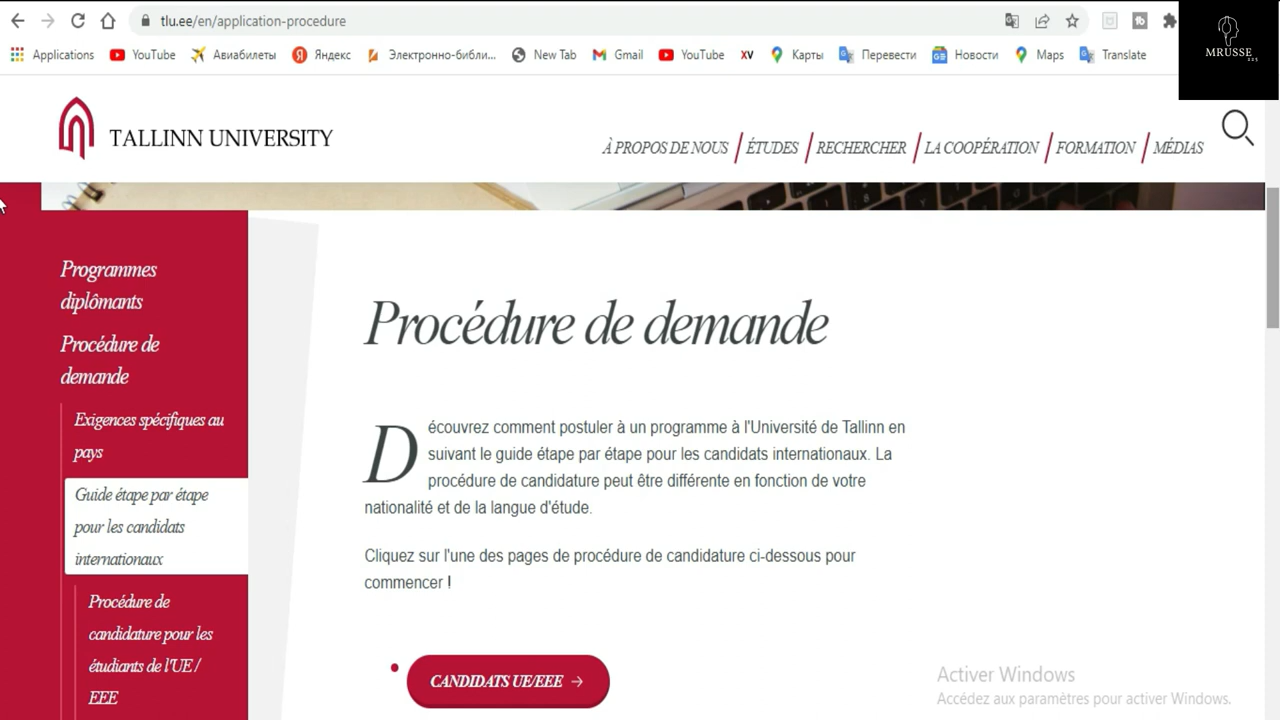 tlu.ee/en/application-procedure
Applications YouTube Авиабилеты Яндекс Электронно-библи... New Tab Gmail YouTube XV Карты Перевести Новости Maps Translate
MRUSSE
225
TALLINN UNIVERSITY
À PROPOS DE NOUS ÉTUDES RECHERCHER LA COOPÉRATION FORMATION MÉDIAS
Programmes
diplômants
Procédure de
demande
Exigences spécifiques au
pays
Guide étape par étape
pour les candidats
internationaux
Procédure de
candidature pour les
étudiants de l'UE /
EEE
Procédure de demande
Découvrez comment postuler à un programme à l'Université de Tallinn en
suivant le guide étape par étape pour les candidats internationaux. La
procédure de candidature peut être différente en fonction de votre
nationalité et de la langue d'étude.
Cliquez sur l'une des pages de procédure de candidature ci-dessous pour
commencer !
CANDIDATS UE/EEE →
Activer Windows
Accédez aux paramètres pour activer Windows.